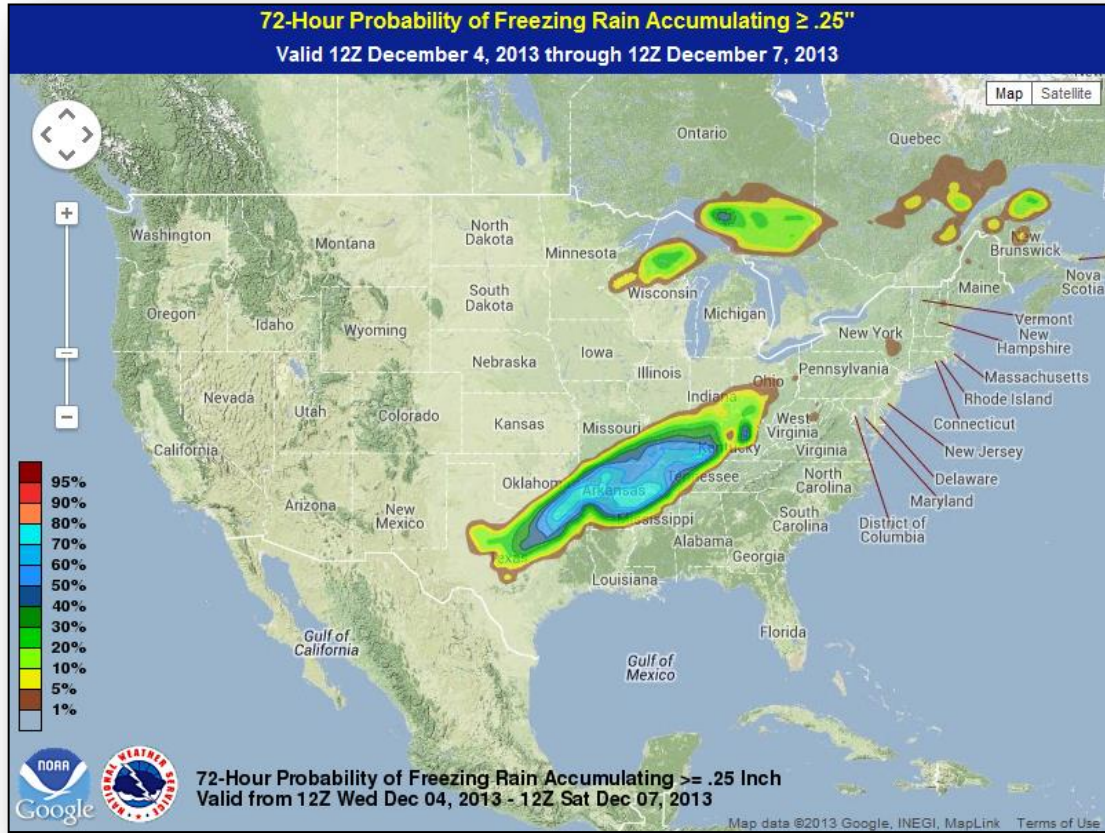 72-Hour Probability of Freezing Rain Accumulating ≥ .25"
Valid 12Z December 4, 2013 through 12Z December 7, 2013
Map Satellite
Ontario
Quebec
Washington
Montana
North
Dakota
Minnesota
New
Brunswick
Nova
Scotia
Maine
Oregon
Idaho
Wyoming
South
Dakota
Wisconsin
Michigan
Vermont
New
Hampshire
New York
Massachusetts
Rhode Island
Connecticut
New Jersey
Delaware
Maryland
District of
Columbia
Nebraska
Iowa
Illinois
Indiana
Ohio
Pennsylvania
Nevada
Utah
Colorado
Kansas
Missouri
Kentucky
West
Virginia
Virginia
California
Arizona
New
Mexico
Oklahoma
Arkansas
Tennessee
North
Carolina
South
Carolina
Mississippi
Alabama
Georgia
Texas
Louisiana
Florida
Gulf of
California
Gulf of
Mexico
95%
90%
80%
70%
60%
50%
40%
30%
20%
10%
5%
1%
NOAA
NATIONAL WEATHER SERVICE
Google
72-Hour Probability of Freezing Rain Accumulating >= .25 Inch
Valid from 12Z Wed Dec 04, 2013 - 12Z Sat Dec 07, 2013
Map data ©2013 Google, INEGI, MapLink Terms of Use